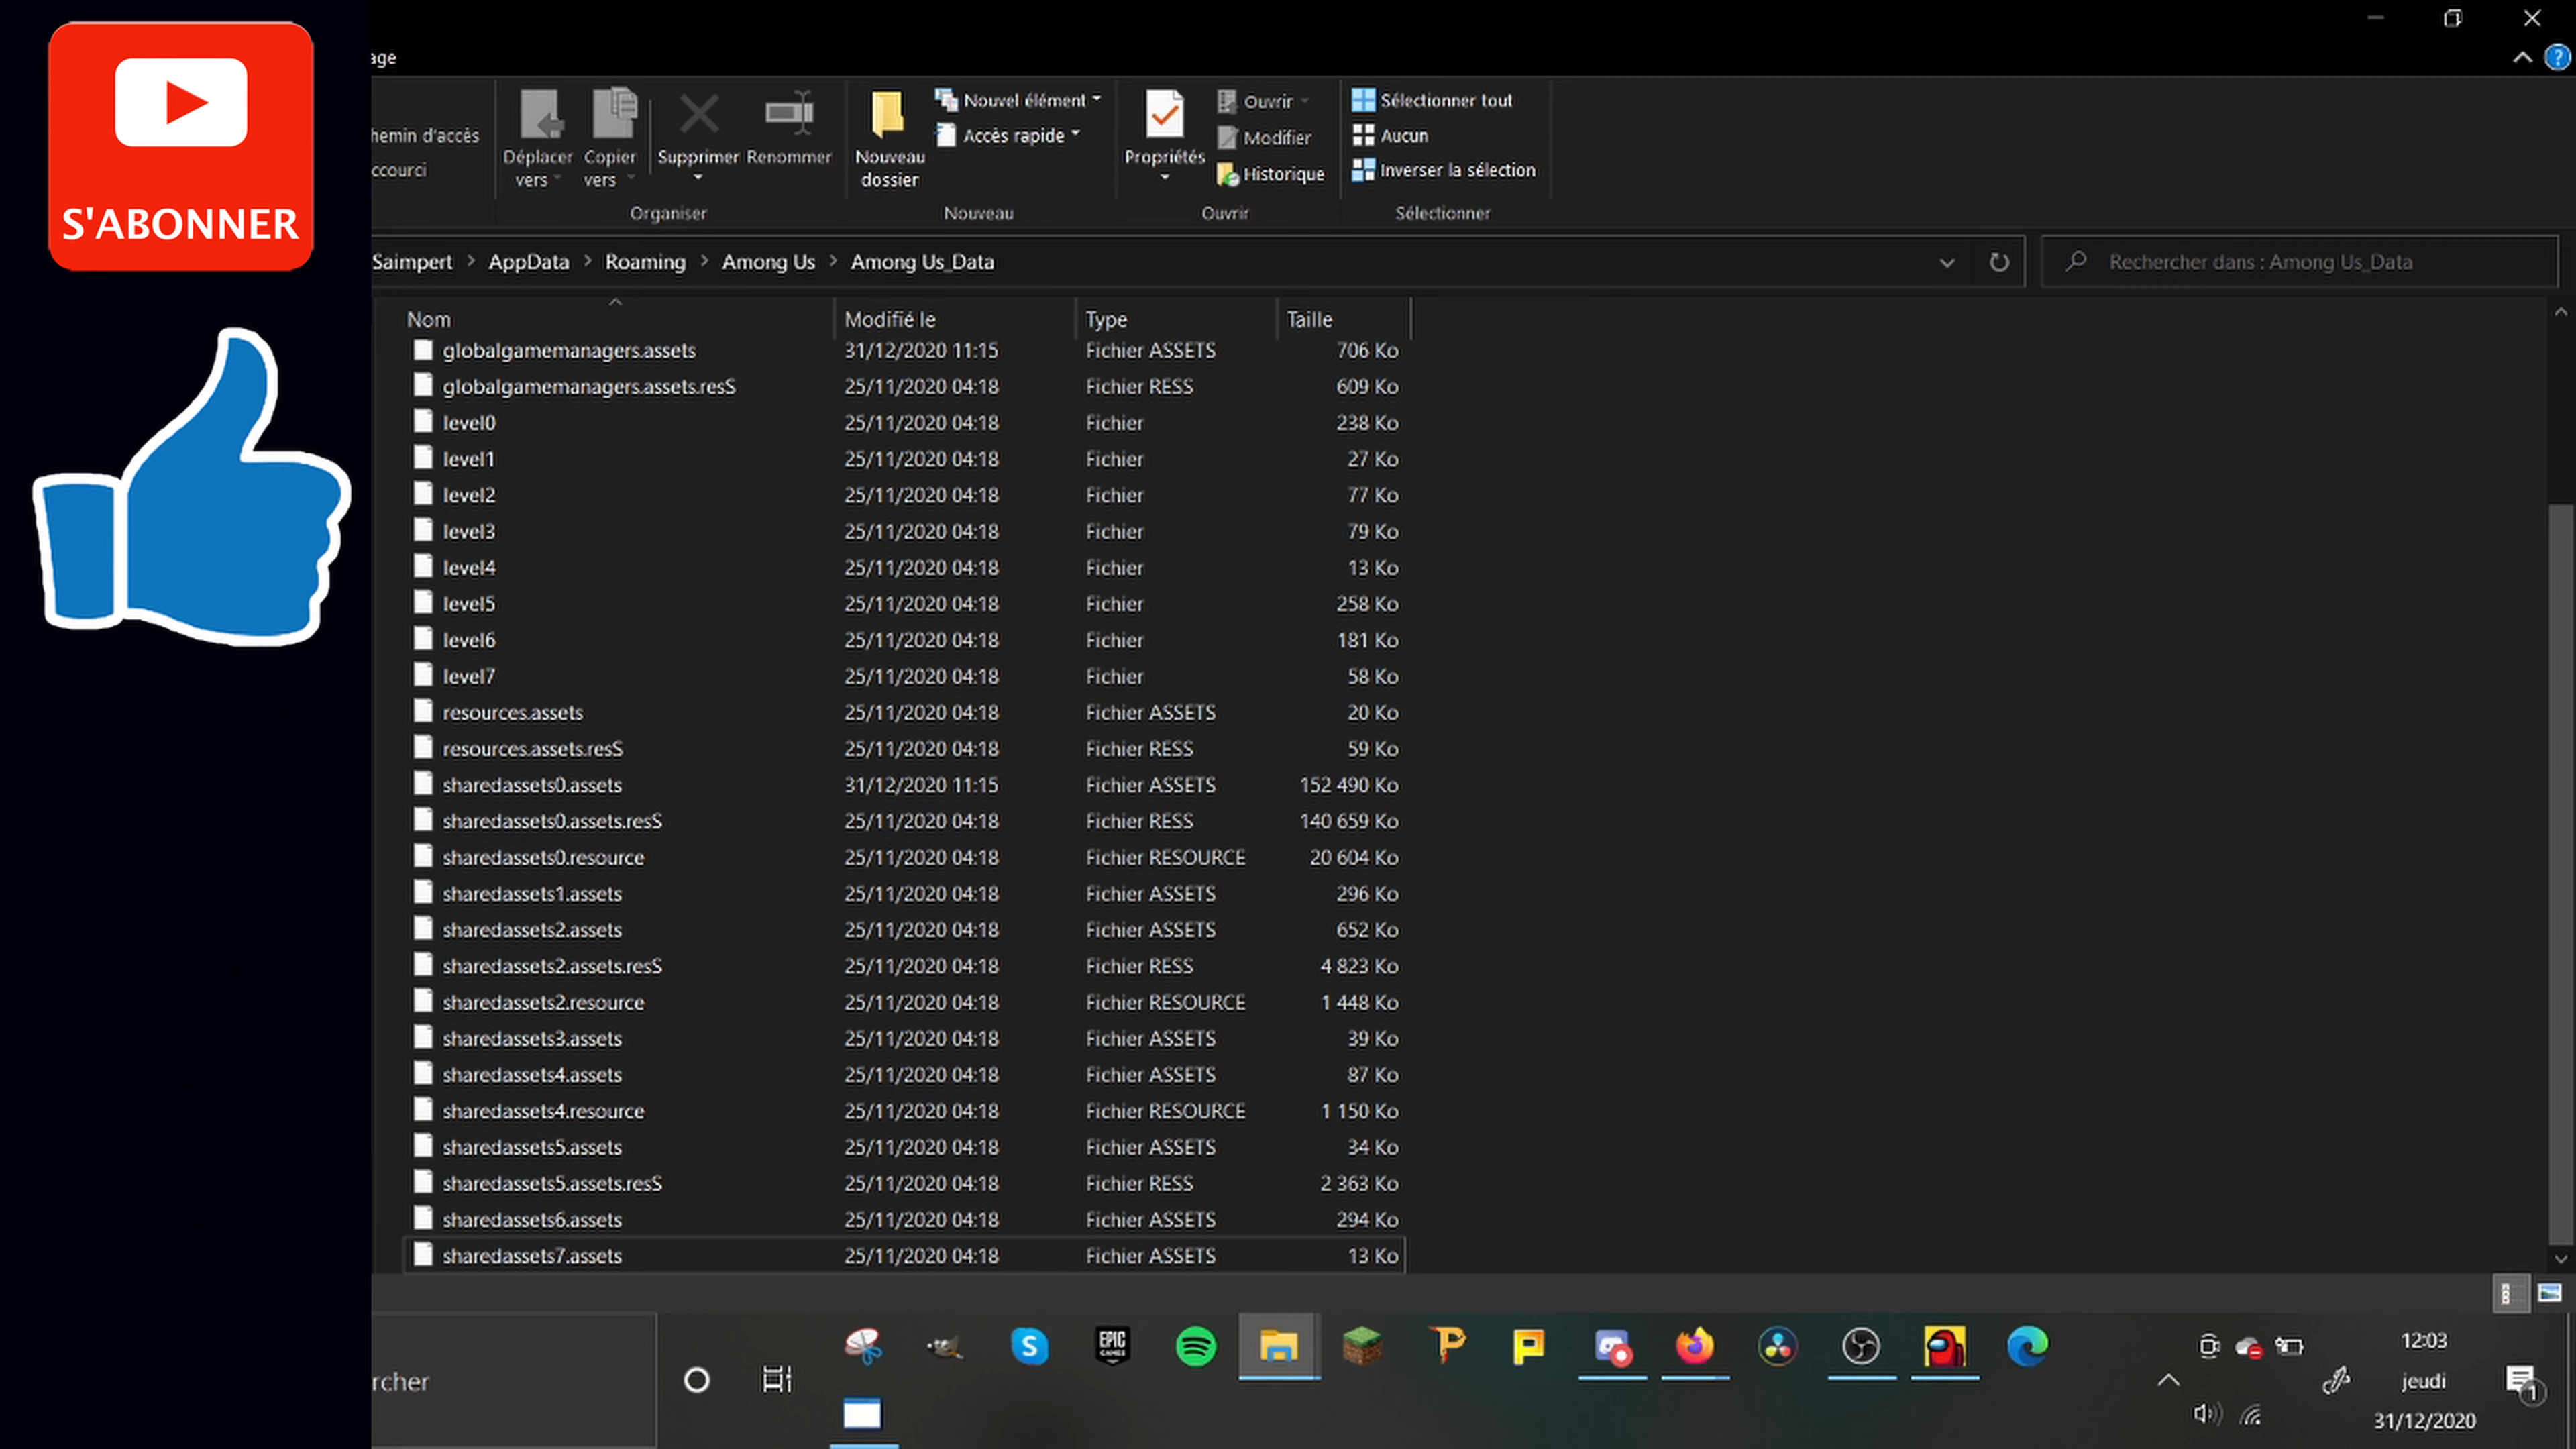 S'ABONNER
age
hemin d'accès
ccourci
Déplacer vers
Copier vers
Supprimer
Renommer
Organiser
Nouveau dossier
Nouvel élément
Accès rapide
Nouveau
Propriétés
Ouvrir
Modifier
Historique
Ouvrir
Sélectionner tout
Aucun
Inverser la sélection
Sélectionner
Saimpert > AppData > Roaming > Among Us > Among Us_Data
Rechercher dans : Among Us_Data
Nom Modifié le Type Taille
globalgamemanagers.assets 31/12/2020 11:15 Fichier ASSETS 706 Ko
globalgamemanagers.assets.resS 25/11/2020 04:18 Fichier RESS 609 Ko
level0 25/11/2020 04:18 Fichier 238 Ko
level1 25/11/2020 04:18 Fichier 27 Ko
level2 25/11/2020 04:18 Fichier 77 Ko
level3 25/11/2020 04:18 Fichier 79 Ko
level4 25/11/2020 04:18 Fichier 13 Ko
level5 25/11/2020 04:18 Fichier 258 Ko
level6 25/11/2020 04:18 Fichier 181 Ko
level7 25/11/2020 04:18 Fichier 58 Ko
resources.assets 25/11/2020 04:18 Fichier ASSETS 20 Ko
resources.assets.resS 25/11/2020 04:18 Fichier RESS 59 Ko
sharedassets0.assets 31/12/2020 11:15 Fichier ASSETS 152 490 Ko
sharedassets0.assets.resS 25/11/2020 04:18 Fichier RESS 140 659 Ko
sharedassets0.resource 25/11/2020 04:18 Fichier RESOURCE 20 604 Ko
sharedassets1.assets 25/11/2020 04:18 Fichier ASSETS 296 Ko
sharedassets2.assets 25/11/2020 04:18 Fichier ASSETS 652 Ko
sharedassets2.assets.resS 25/11/2020 04:18 Fichier RESS 4 823 Ko
sharedassets2.resource 25/11/2020 04:18 Fichier RESOURCE 1 448 Ko
sharedassets3.assets 25/11/2020 04:18 Fichier ASSETS 39 Ko
sharedassets4.assets 25/11/2020 04:18 Fichier ASSETS 87 Ko
sharedassets4.resource 25/11/2020 04:18 Fichier RESOURCE 1 150 Ko
sharedassets5.assets 25/11/2020 04:18 Fichier ASSETS 34 Ko
sharedassets5.assets.resS 25/11/2020 04:18 Fichier RESS 2 363 Ko
sharedassets6.assets 25/11/2020 04:18 Fichier ASSETS 294 Ko
sharedassets7.assets 25/11/2020 04:18 Fichier ASSETS 13 Ko
rcher
EPIC GAMES
12:03
jeudi
31/12/2020
1